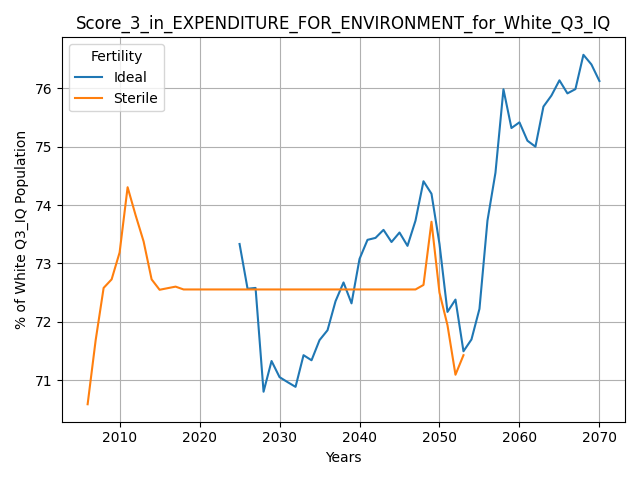 Score_3_in_EXPENDITURE_FOR_ENVIRONMENT_for_White_Q3_IQ
Fertility
Ideal
Sterile
% of White Q3_IQ Population
76
75
74
73
72
71
2010 2020 2030 2040 2050 2060 2070
Years